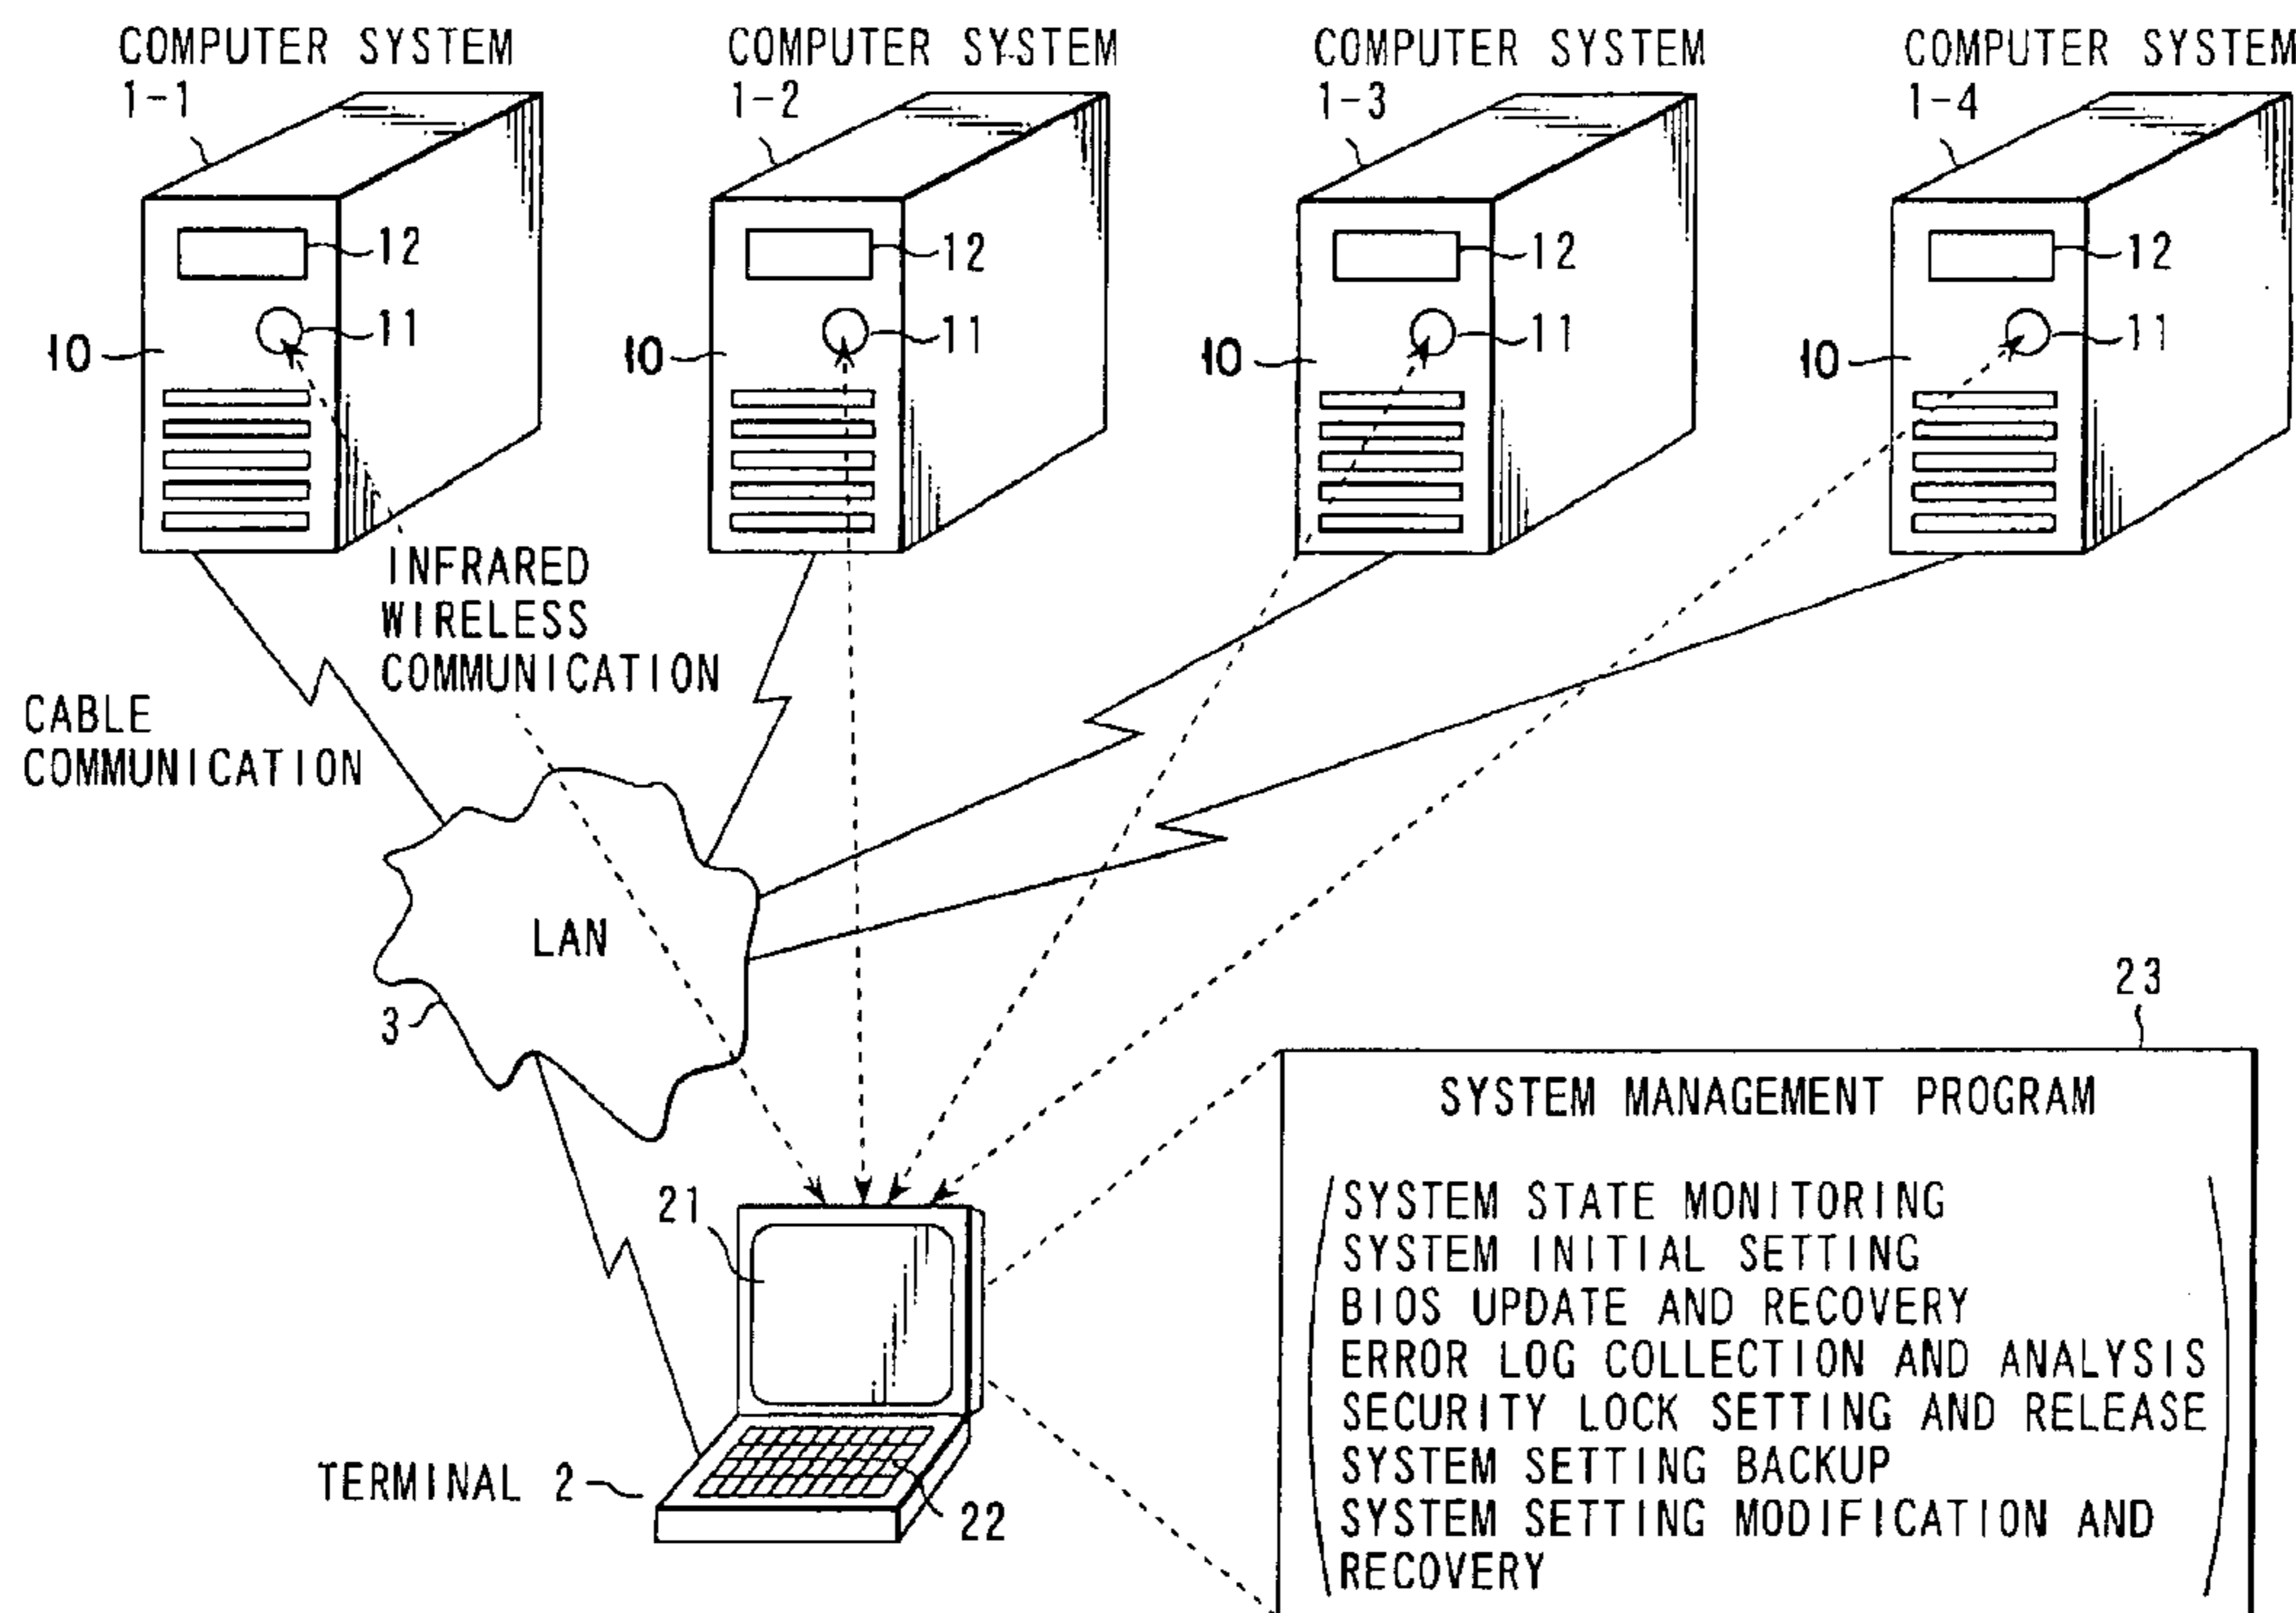 COMPUTER SYSTEM
1-1
COMPUTER SYSTEM
1-2
COMPUTER SYSTEM
1-3
COMPUTER SYSTEM
1-4
12
12
12
12
11
11
11
11
10
10
10
10
INFRARED
WIRELESS
COMMUNICATION
CABLE
COMMUNICATION
LAN
3
23
SYSTEM MANAGEMENT PROGRAM
SYSTEM STATE MONITORING
SYSTEM INITIAL SETTING
BIOS UPDATE AND RECOVERY
ERROR LOG COLLECTION AND ANALYSIS
SECURITY LOCK SETTING AND RELEASE
SYSTEM SETTING BACKUP
SYSTEM SETTING MODIFICATION AND
RECOVERY
21
TERMINAL 2
22